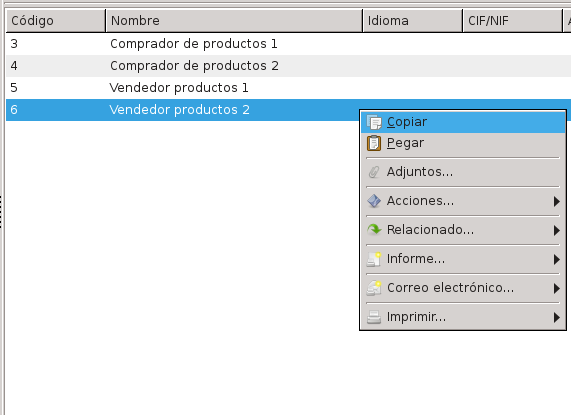 Código Nombre Idioma CIF/NIF
3 Comprador de productos 1
4 Comprador de productos 2
5 Vendedor productos 1
6 Vendedor productos 2
Copiar
Pegar
Adjuntos...
Acciones...
Relacionado...
Informe...
Correo electrónico...
Imprimir...